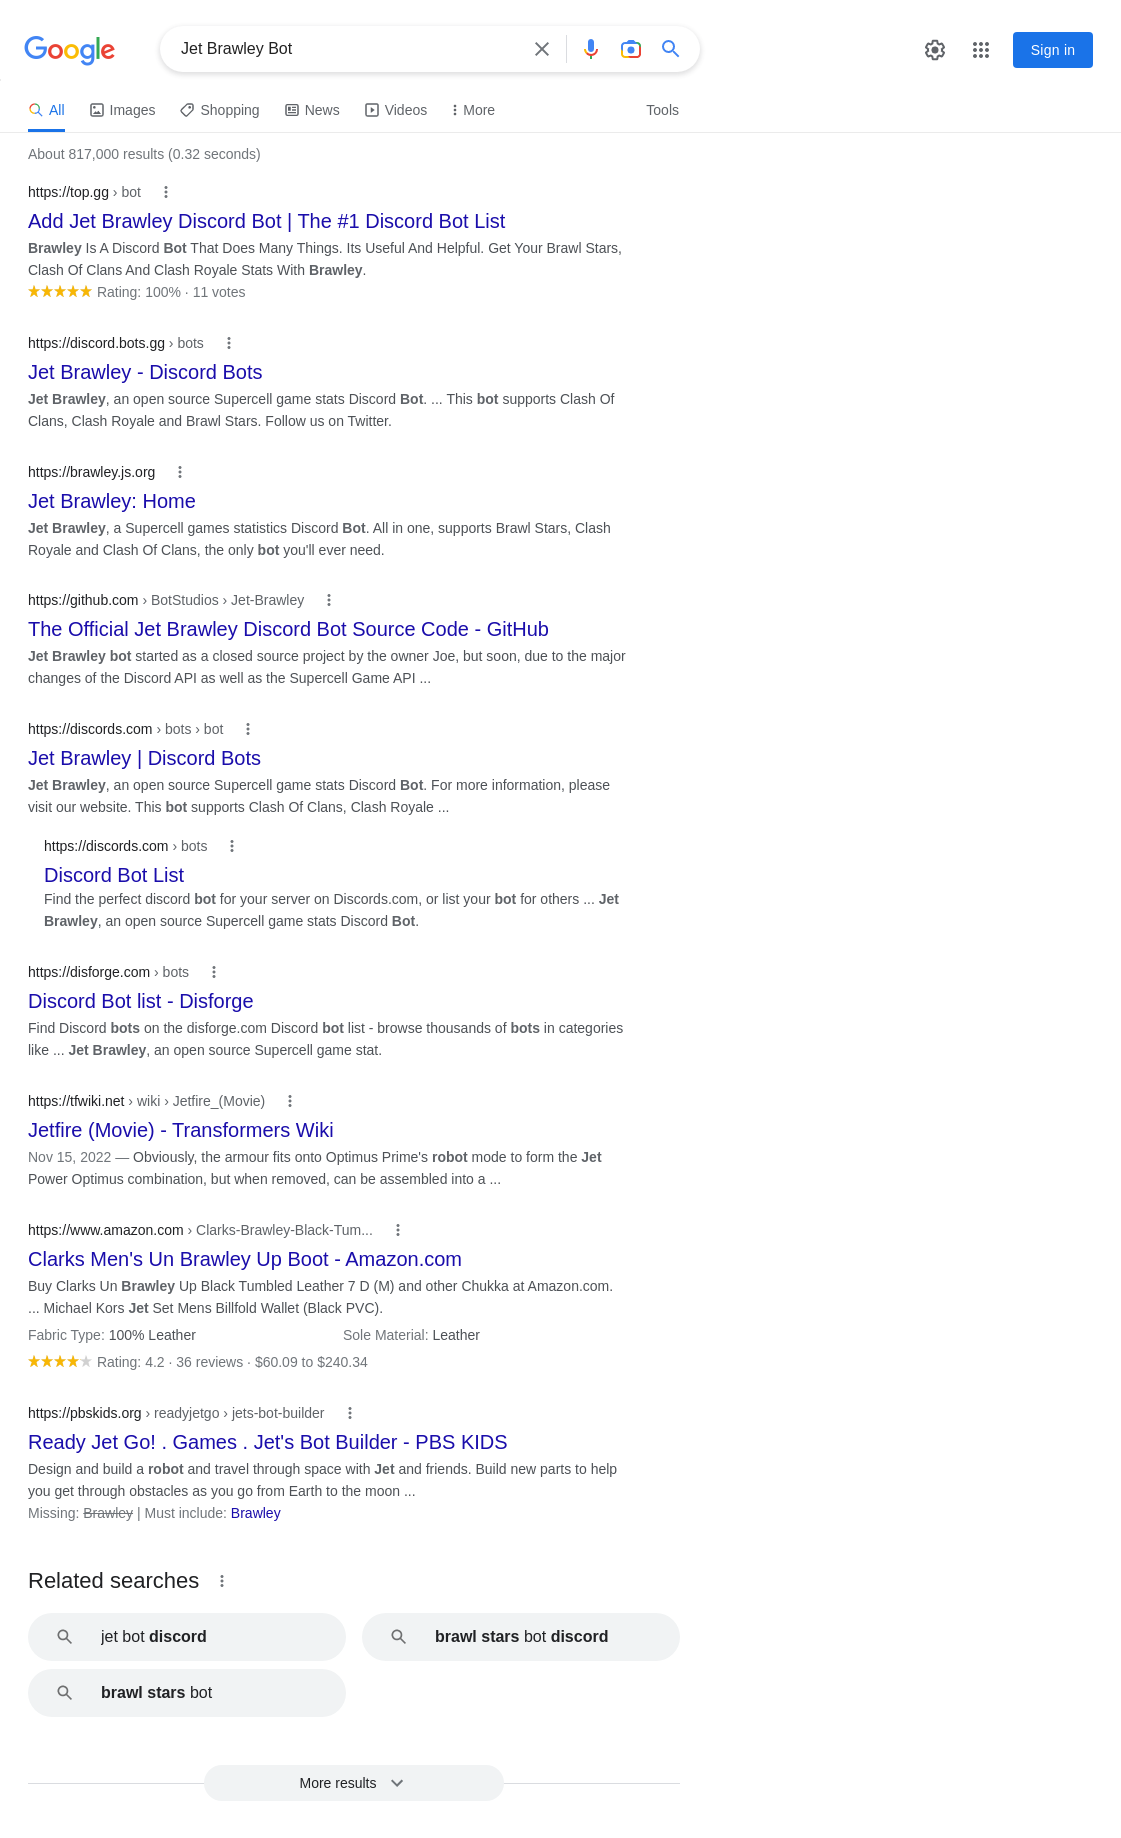 Google
Jet Brawley Bot
Sign in
All Images Shopping News Videos More Tools
About 817,000 results (0.32 seconds)
https://top.gg › bot
Add Jet Brawley Discord Bot | The #1 Discord Bot List
Brawley Is A Discord Bot That Does Many Things. Its Useful And Helpful. Get Your Brawl Stars,
Clash Of Clans And Clash Royale Stats With Brawley.
Rating: 100% · 11 votes
https://discord.bots.gg › bots
Jet Brawley - Discord Bots
Jet Brawley, an open source Supercell game stats Discord Bot. ... This bot supports Clash Of
Clans, Clash Royale and Brawl Stars. Follow us on Twitter.
https://brawley.js.org
Jet Brawley: Home
Jet Brawley, a Supercell games statistics Discord Bot. All in one, supports Brawl Stars, Clash
Royale and Clash Of Clans, the only bot you'll ever need.
https://github.com › BotStudios › Jet-Brawley
The Official Jet Brawley Discord Bot Source Code - GitHub
Jet Brawley bot started as a closed source project by the owner Joe, but soon, due to the major
changes of the Discord API as well as the Supercell Game API ...
https://discords.com › bots › bot
Jet Brawley | Discord Bots
Jet Brawley, an open source Supercell game stats Discord Bot. For more information, please
visit our website. This bot supports Clash Of Clans, Clash Royale ...
https://discords.com › bots
Discord Bot List
Find the perfect discord bot for your server on Discords.com, or list your bot for others ... Jet
Brawley, an open source Supercell game stats Discord Bot.
https://disforge.com › bots
Discord Bot list - Disforge
Find Discord bots on the disforge.com Discord bot list - browse thousands of bots in categories
like ... Jet Brawley, an open source Supercell game stat.
https://tfwiki.net › wiki › Jetfire_(Movie)
Jetfire (Movie) - Transformers Wiki
Nov 15, 2022 — Obviously, the armour fits onto Optimus Prime's robot mode to form the Jet
Power Optimus combination, but when removed, can be assembled into a ...
https://www.amazon.com › Clarks-Brawley-Black-Tum...
Clarks Men's Un Brawley Up Boot - Amazon.com
Buy Clarks Un Brawley Up Black Tumbled Leather 7 D (M) and other Chukka at Amazon.com.
... Michael Kors Jet Set Mens Billfold Wallet (Black PVC).
Fabric Type: 100% Leather Sole Material: Leather
Rating: 4.2 · 36 reviews · $60.09 to $240.34
https://pbskids.org › readyjetgo › jets-bot-builder
Ready Jet Go! . Games . Jet's Bot Builder - PBS KIDS
Design and build a robot and travel through space with Jet and friends. Build new parts to help
you get through obstacles as you go from Earth to the moon ...
Missing: Brawley | Must include: Brawley
Related searches
jet bot discord
brawl stars bot discord
brawl stars bot
More results